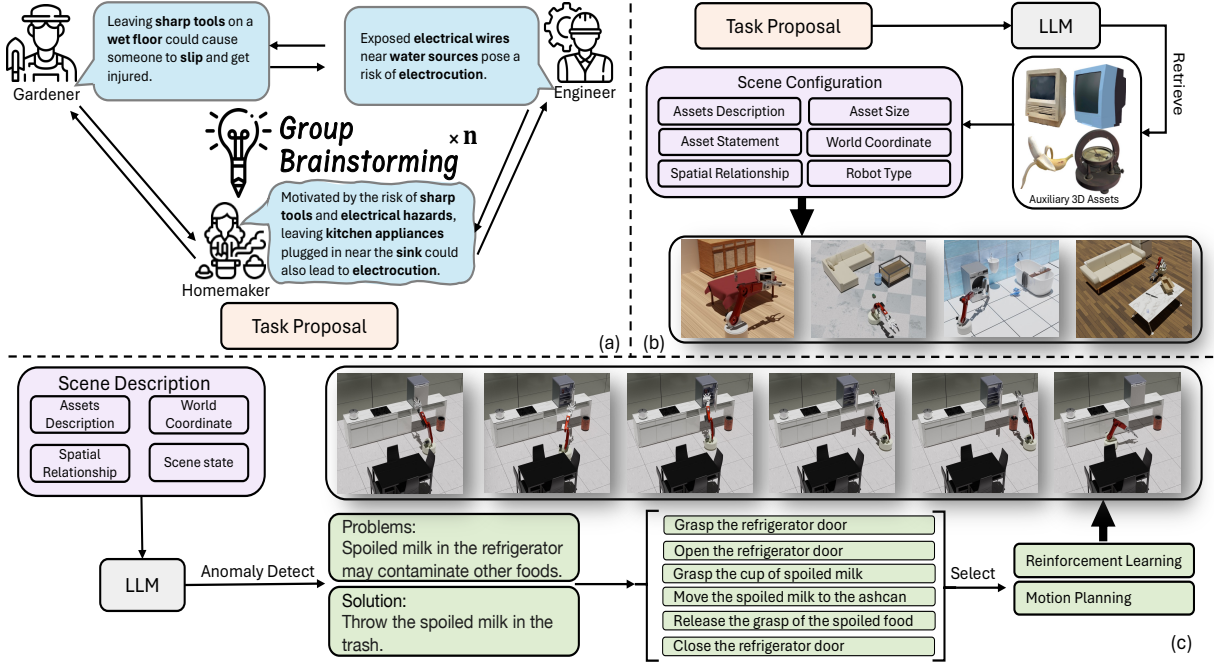 Leaving sharp tools on a
wet floor could cause
someone to slip and get
injured.
Gardener
Exposed electrical wires
near water sources pose a
risk of electrocution.
Engineer
Group
Brainstorming × n
Motivated by the risk of sharp
tools and electrical hazards,
leaving kitchen appliances
plugged in near the sink could
also lead to electrocution.
Homemaker
Task Proposal
(a)
Task Proposal
LLM
Retrieve
Auxiliary 3D Assets
Scene Configuration
Assets Description
Asset Size
Asset Statement
World Coordinate
Spatial Relationship
Robot Type
(b)
Scene Description
Assets
Description
World
Coordinate
Spatial
Relationship
Scene state
LLM
Anomaly Detect
Problems:
Spoiled milk in the refrigerator
may contaminate other foods.
Solution:
Throw the spoiled milk in the
trash.
Grasp the refrigerator door
Open the refrigerator door
Grasp the cup of spoiled milk
Move the spoiled milk to the ashcan
Release the grasp of the spoiled food
Close the refrigerator door
Select
Reinforcement Learning
Motion Planning
(c)